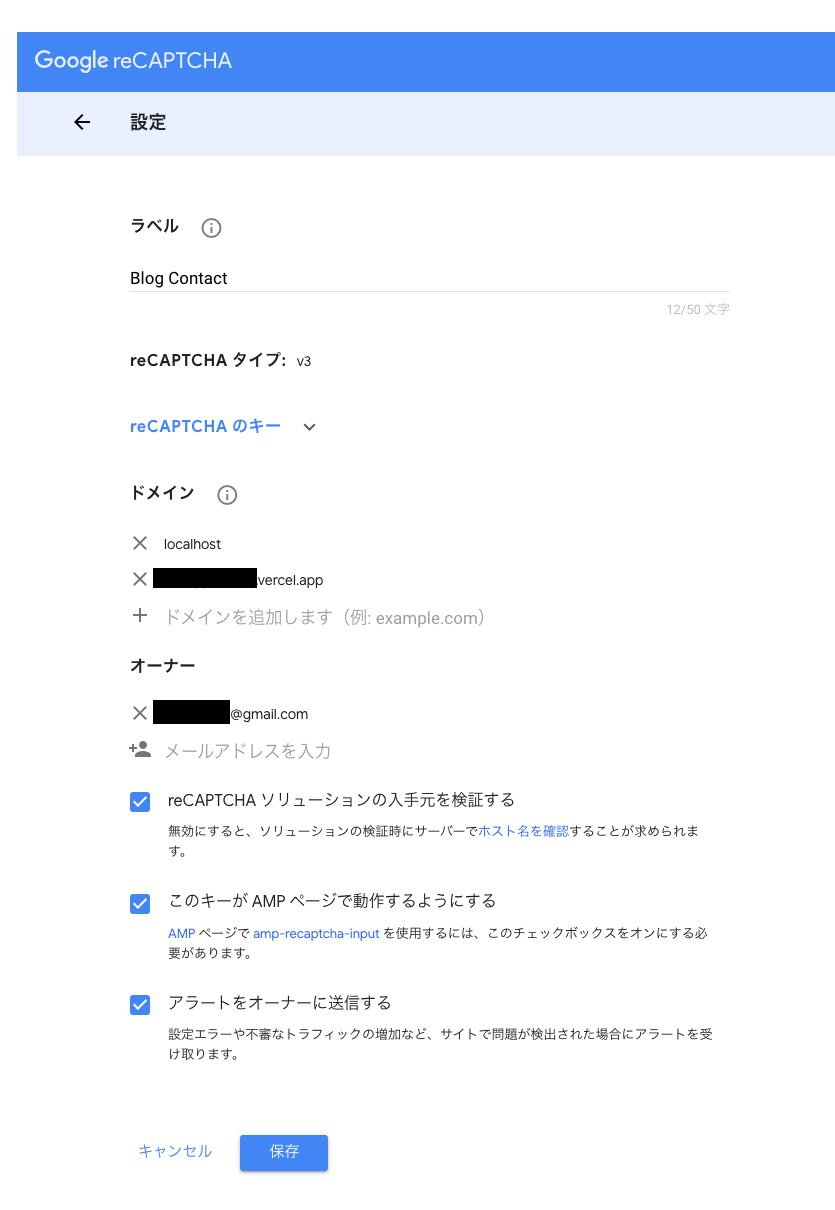 Google reCAPTCHA
設定
ラベル
Blog Contact
12/50 文字
reCAPTCHA タイプ: v3
reCAPTCHA のキー
ドメイン
localhost
.vercel.app
ドメインを追加します（例: example.com）
オーナー
@gmail.com
メールアドレスを入力
reCAPTCHA ソリューションの入手元を検証する
無効にすると、ソリューションの検証時にサーバーでホスト名を確認することが求められま
す。
このキーが AMP ページで動作するようにする
AMP ページで amp-recaptcha-input を使用するには、このチェックボックスをオンにする必
要があります。
アラートをオーナーに送信する
設定エラーや不審なトラフィックの増加など、サイトで問題が検出された場合にアラートを受
け取ります。
キャンセル
保存